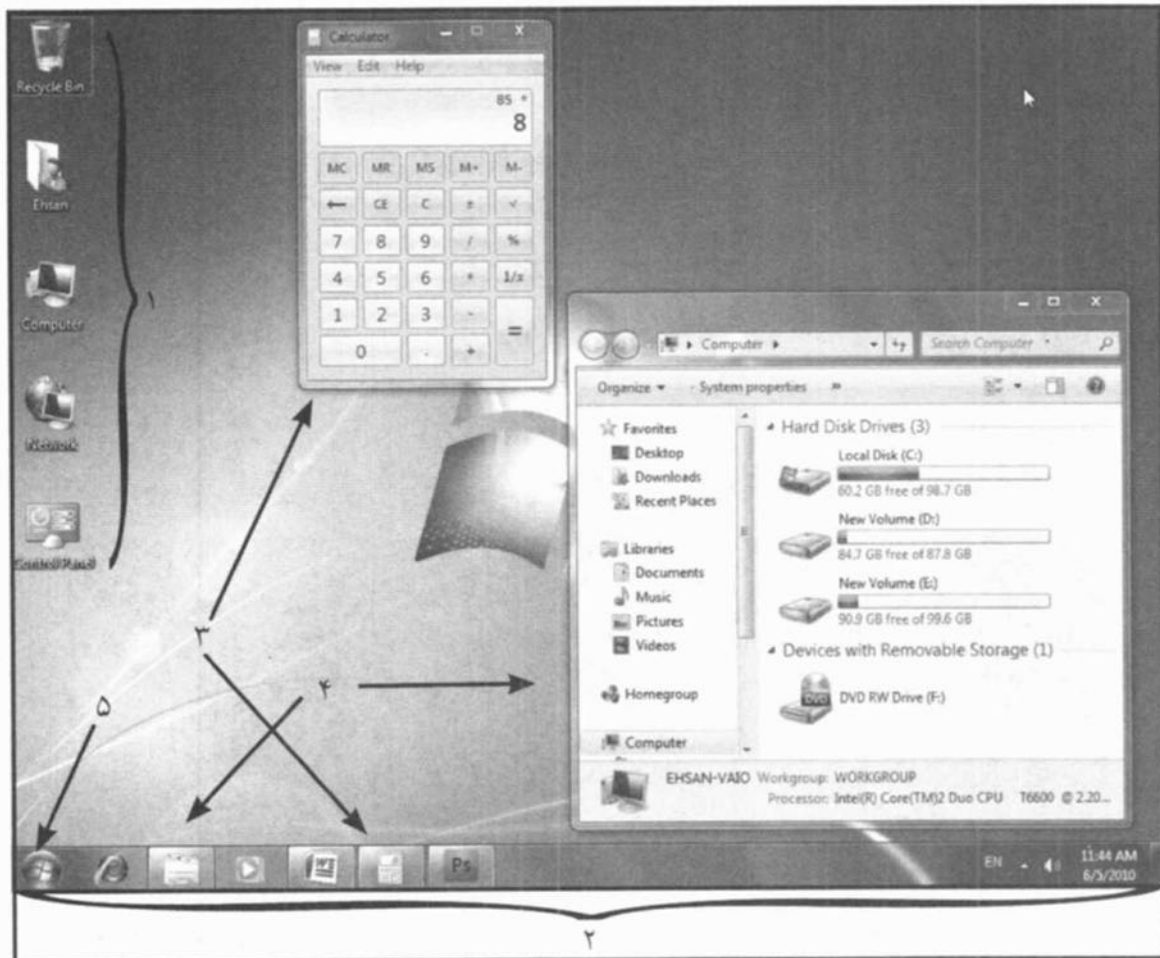 Recycle Bin
Ehsan
Computer
Network
Control Panel
۱
Calculator
View Edit Help
85 *
8
MC MR MS M+ M-
← CE C ± √
7 8 9 / %
4 5 6 * 1/x
1 2 3 - =
0 . +
Computer
Search Computer
Organize System properties »
Favorites
Desktop
Downloads
Recent Places
Libraries
Documents
Music
Pictures
Videos
Homegroup
Computer
Hard Disk Drives (3)
Local Disk (C:)
60.2 GB free of 98.7 GB
New Volume (D:)
84.7 GB free of 87.8 GB
New Volume (E:)
90.9 GB free of 99.6 GB
Devices with Removable Storage (1)
DVD
DVD RW Drive (F:)
EHSAN-VAIO Workgroup: WORKGROUP
Processor: Intel(R) Core(TM)2 Duo CPU T6600 @ 2.20...
۳
۴
۵
Ps
EN
11:44 AM
6/5/2010
۲